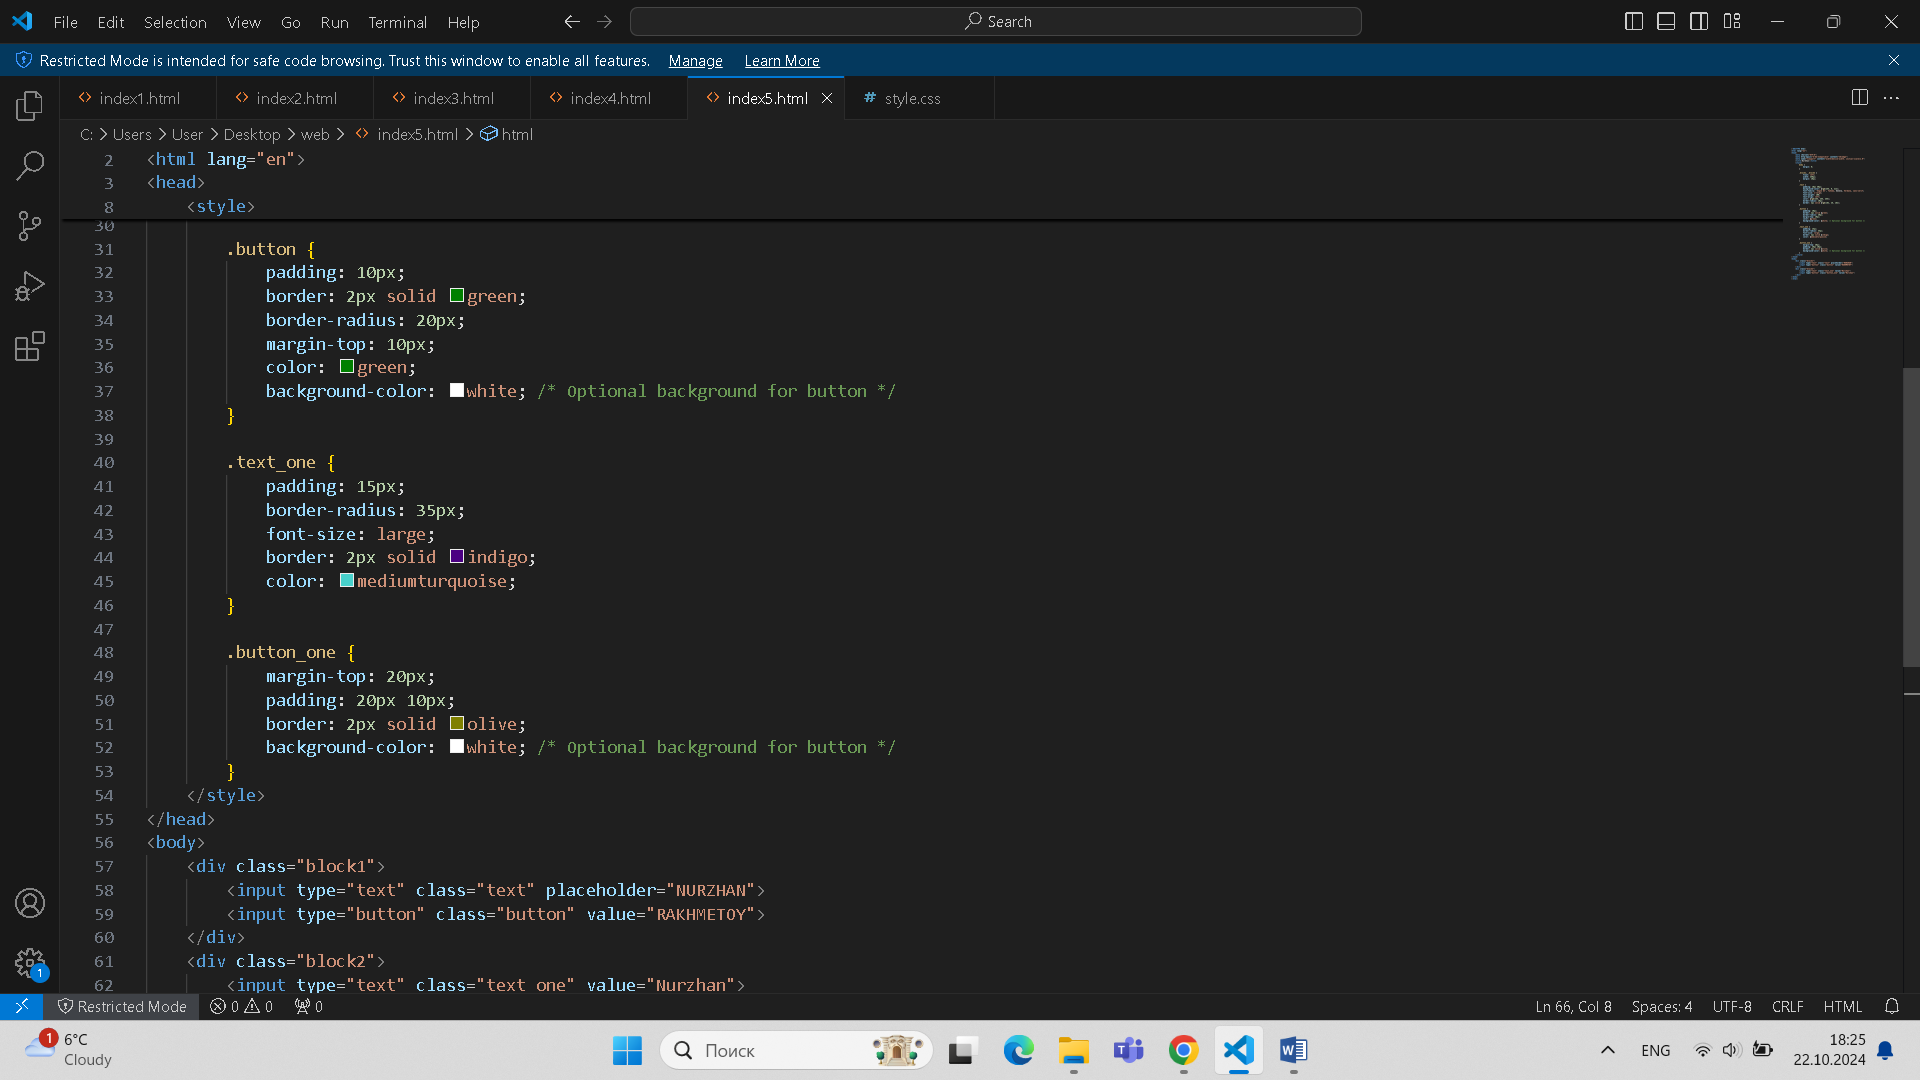 File Edit Selection View Go Run Terminal Help Search
Restricted Mode is intended for safe code browsing. Trust this window to enable all features. Manage Learn More
index1.html index2.html index3.html index4.html index5.html # style.css
C: > Users > User > Desktop > web > <> index5.html > html
2 <html lang="en">
3 <head>
8 <style>
30
31 .button {
32 padding: 10px;
33 border: 2px solid green;
34 border-radius: 20px;
35 margin-top: 10px;
36 color: green;
37 background-color: white; /* Optional background for button */
38 }
39
40 .text_one {
41 padding: 15px;
42 border-radius: 35px;
43 font-size: large;
44 border: 2px solid indigo;
45 color: mediumturquoise;
46 }
47
48 .button_one {
49 margin-top: 20px;
50 padding: 20px 10px;
51 border: 2px solid olive;
52 background-color: white; /* Optional background for button */
53 }
54 </style>
55 </head>
56 <body>
57 <div class="block1">
58 <input type="text" class="text" placeholder="NURZHAN">
59 <input type="button" class="button" value="RAKHMETOY">
60 </div>
61 <div class="block2">
62 <input type="text" class="text_one" value="Nurzhan">
1
Restricted Mode 0 0 0 Ln 66, Col 8 Spaces: 4 UTF-8 CRLF HTML
1 6°C
Cloudy
Поиск
ENG
18:25
22.10.2024